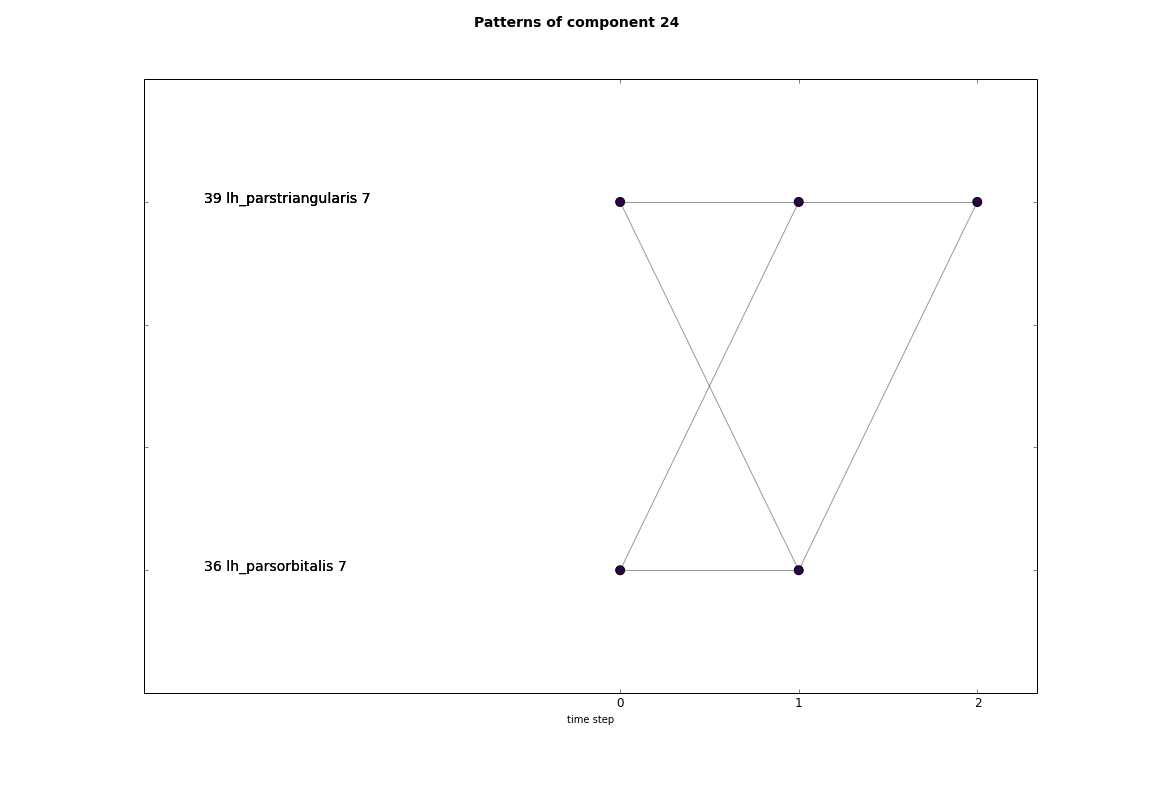 Patterns of component 24
39 lh_parstriangularis 7
36 lh_parsorbitalis 7
0 1 2
time step